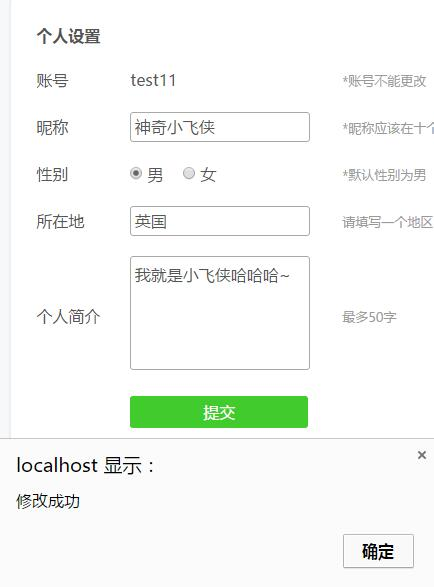 个人设置
账号 test11 *账号不能更改
昵称 神奇小飞侠 *昵称应该在十个
性别 男 女 *默认性别为男
所在地 英国 请填写一个地区
我就是小飞侠哈哈哈~
个人简介 最多50字
提交
localhost 显示：
×
修改成功
确定